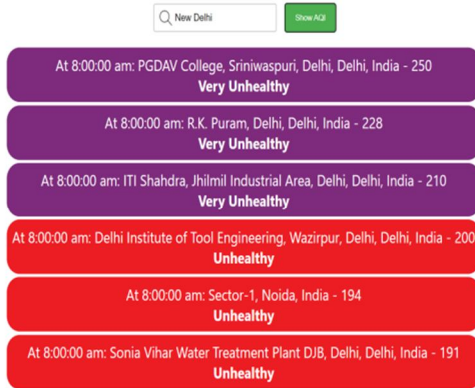 New Delhi
Show AQI
At 8:00:00 am: PGDAV College, Sriniwaspuri, Delhi, Delhi, India - 250
Very Unhealthy
At 8:00:00 am: R.K. Puram, Delhi, Delhi, India - 228
Very Unhealthy
At 8:00:00 am: ITI Shahdra, Jhilmil Industrial Area, Delhi, Delhi, India - 210
Very Unhealthy
At 8:00:00 am: Delhi Institute of Tool Engineering, Wazirpur, Delhi, Delhi, India - 200
Unhealthy
At 8:00:00 am: Sector-1, Noida, India - 194
Unhealthy
At 8:00:00 am: Sonia Vihar Water Treatment Plant DJB, Delhi, Delhi, India - 191
Unhealthy